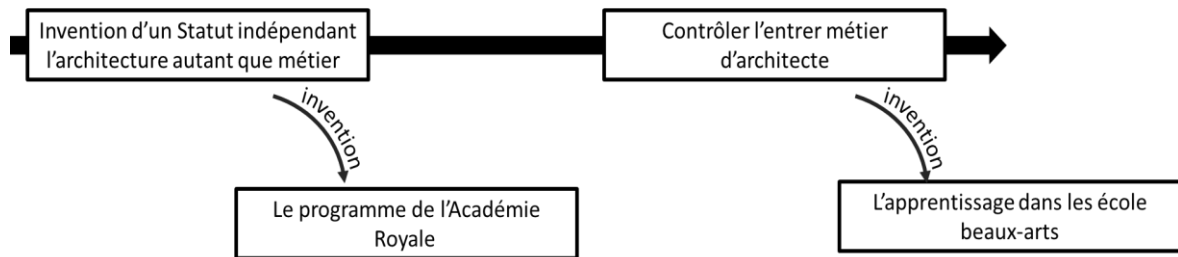 Invention d'un Statut indépendant
l'architecture autant que métier
Contrôler l'entrer métier
d'architecte
invention
invention
Le programme de l'Académie
Royale
L'apprentissage dans les école
beaux-arts